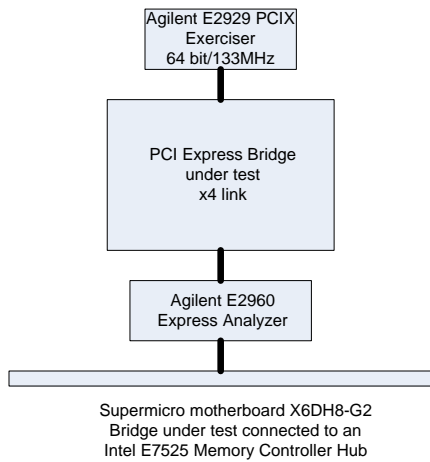 Agilent E2929 PCIX
Exerciser
64 bit/133MHz
PCI Express Bridge
under test
x4 link
Agilent E2960
Express Analyzer
Supermicro motherboard X6DH8-G2
Bridge under test connected to an
Intel E7525 Memory Controller Hub